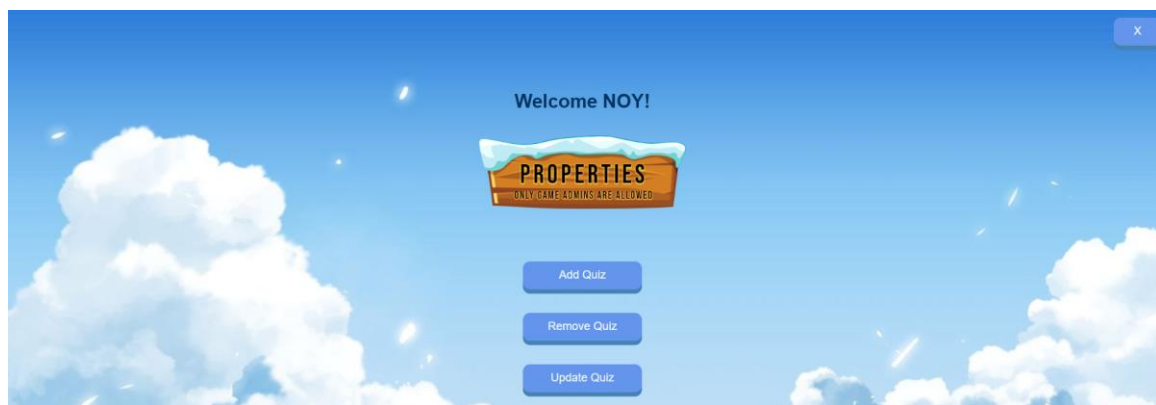 X
Welcome NOY!
PROPERTIES
ONLY GAME ADMINS ARE ALLOWED
Add Quiz
Remove Quiz
Update Quiz